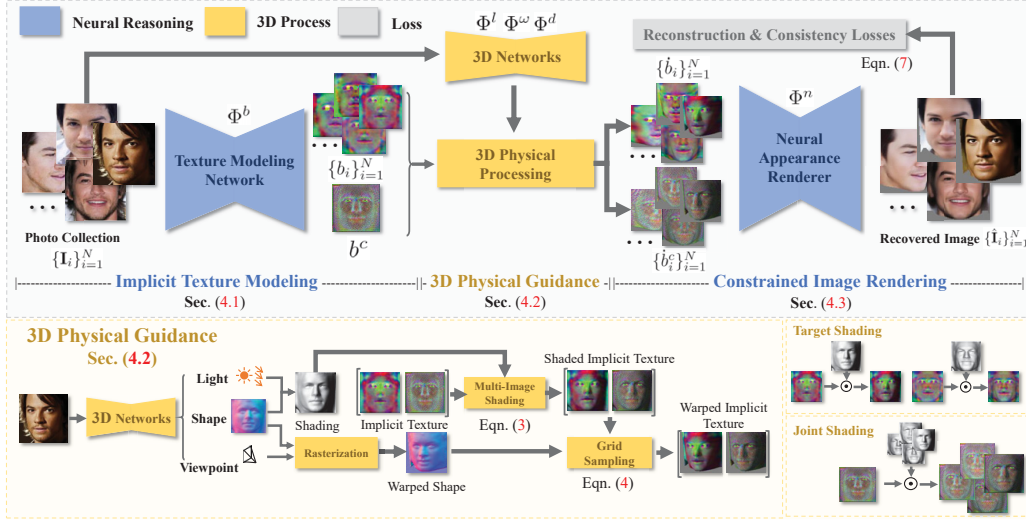 Neural Reasoning
3D Process
Loss
Φ^l Φ^ω Φ^d
3D Networks
Reconstruction & Consistency Losses
Eqn. (7)
Φ^b
Texture Modeling
Network
{b_i}_{i=1}^N
b^c
3D Physical
Processing
{ḃ_i}_{i=1}^N
{ḃ_i^c}_{i=1}^N
Φ^n
Neural
Appearance
Renderer
Photo Collection
{I_i}_{i=1}^N
Recovered Image {Î_i}_{i=1}^N
|---------------------- Implicit Texture Modeling -------------------||- 3D Physical Guidance -||----------------- Constrained Image Rendering -----------------|
Sec. (4.1)
Sec. (4.2)
Sec. (4.3)
3D Physical Guidance
Sec. (4.2)
3D Networks
Light
Shape
Viewpoint
Shading
Rasterization
Implicit Texture
Warped Shape
Multi-Image
Shading
Eqn. (3)
Shaded Implicit Texture
Grid
Sampling
Eqn. (4)
Warped Implicit
Texture
Target Shading
Joint Shading